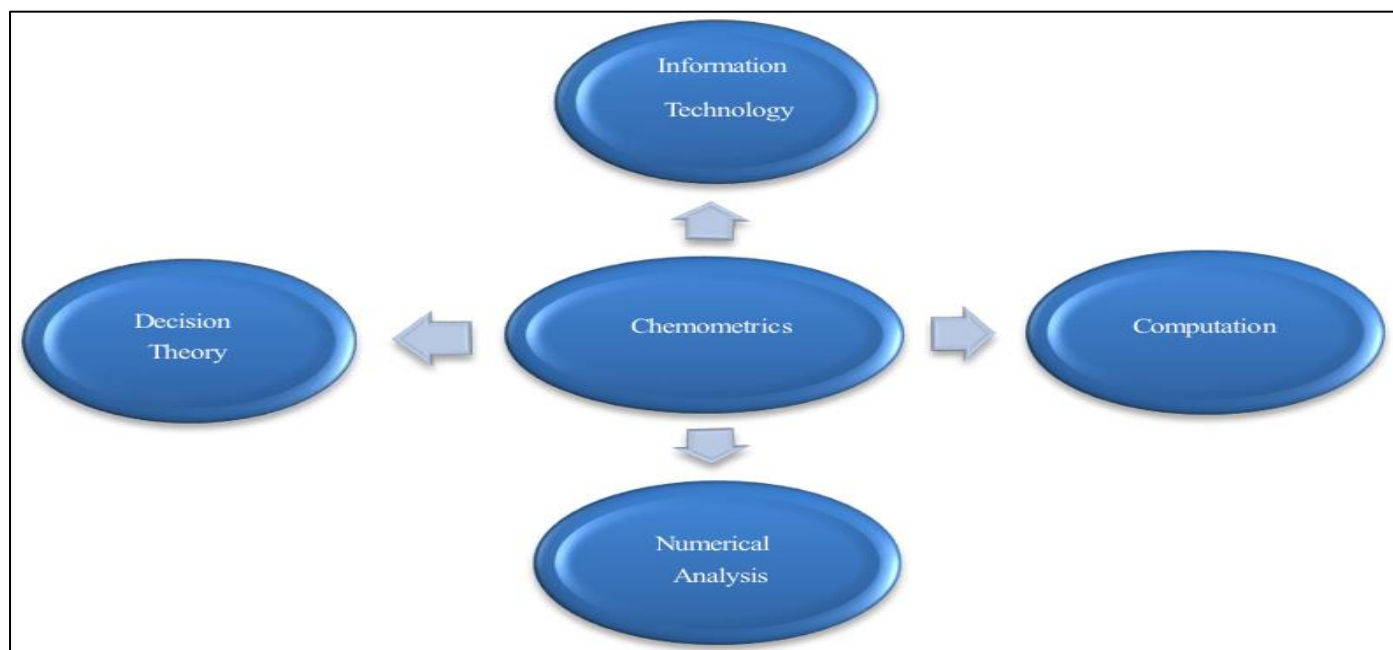 Information
Technology
Decision
Theory
Chemometrics
Computation
Numerical
Analysis